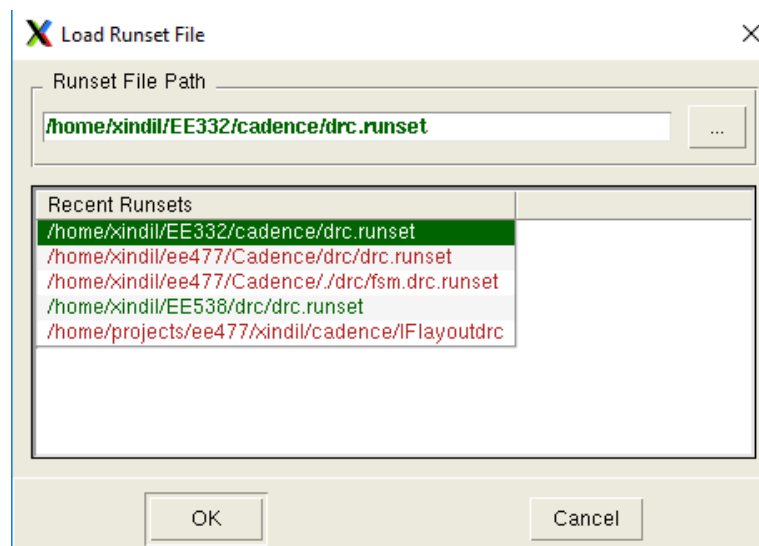 Load Runset File
Runset File Path
/home/xindil/EE332/cadence/drc.runset
...
Recent Runsets
/home/xindil/EE332/cadence/drc.runset
/home/xindil/ee477/Cadence/drc/drc.runset
/home/xindil/ee477/Cadence/./drc/fsm.drc.runset
/home/xindil/EE538/drc/drc.runset
/home/projects/ee477/xindil/cadence/IFlayoutdrc
OK Cancel